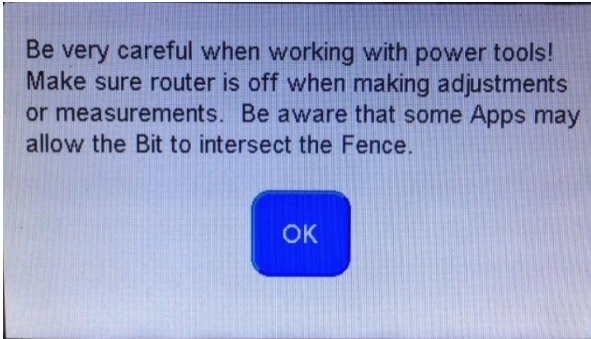 Be very careful when working with power tools!
Make sure router is off when making adjustments
or measurements.  Be aware that some Apps may
allow the Bit to intersect the Fence.
OK